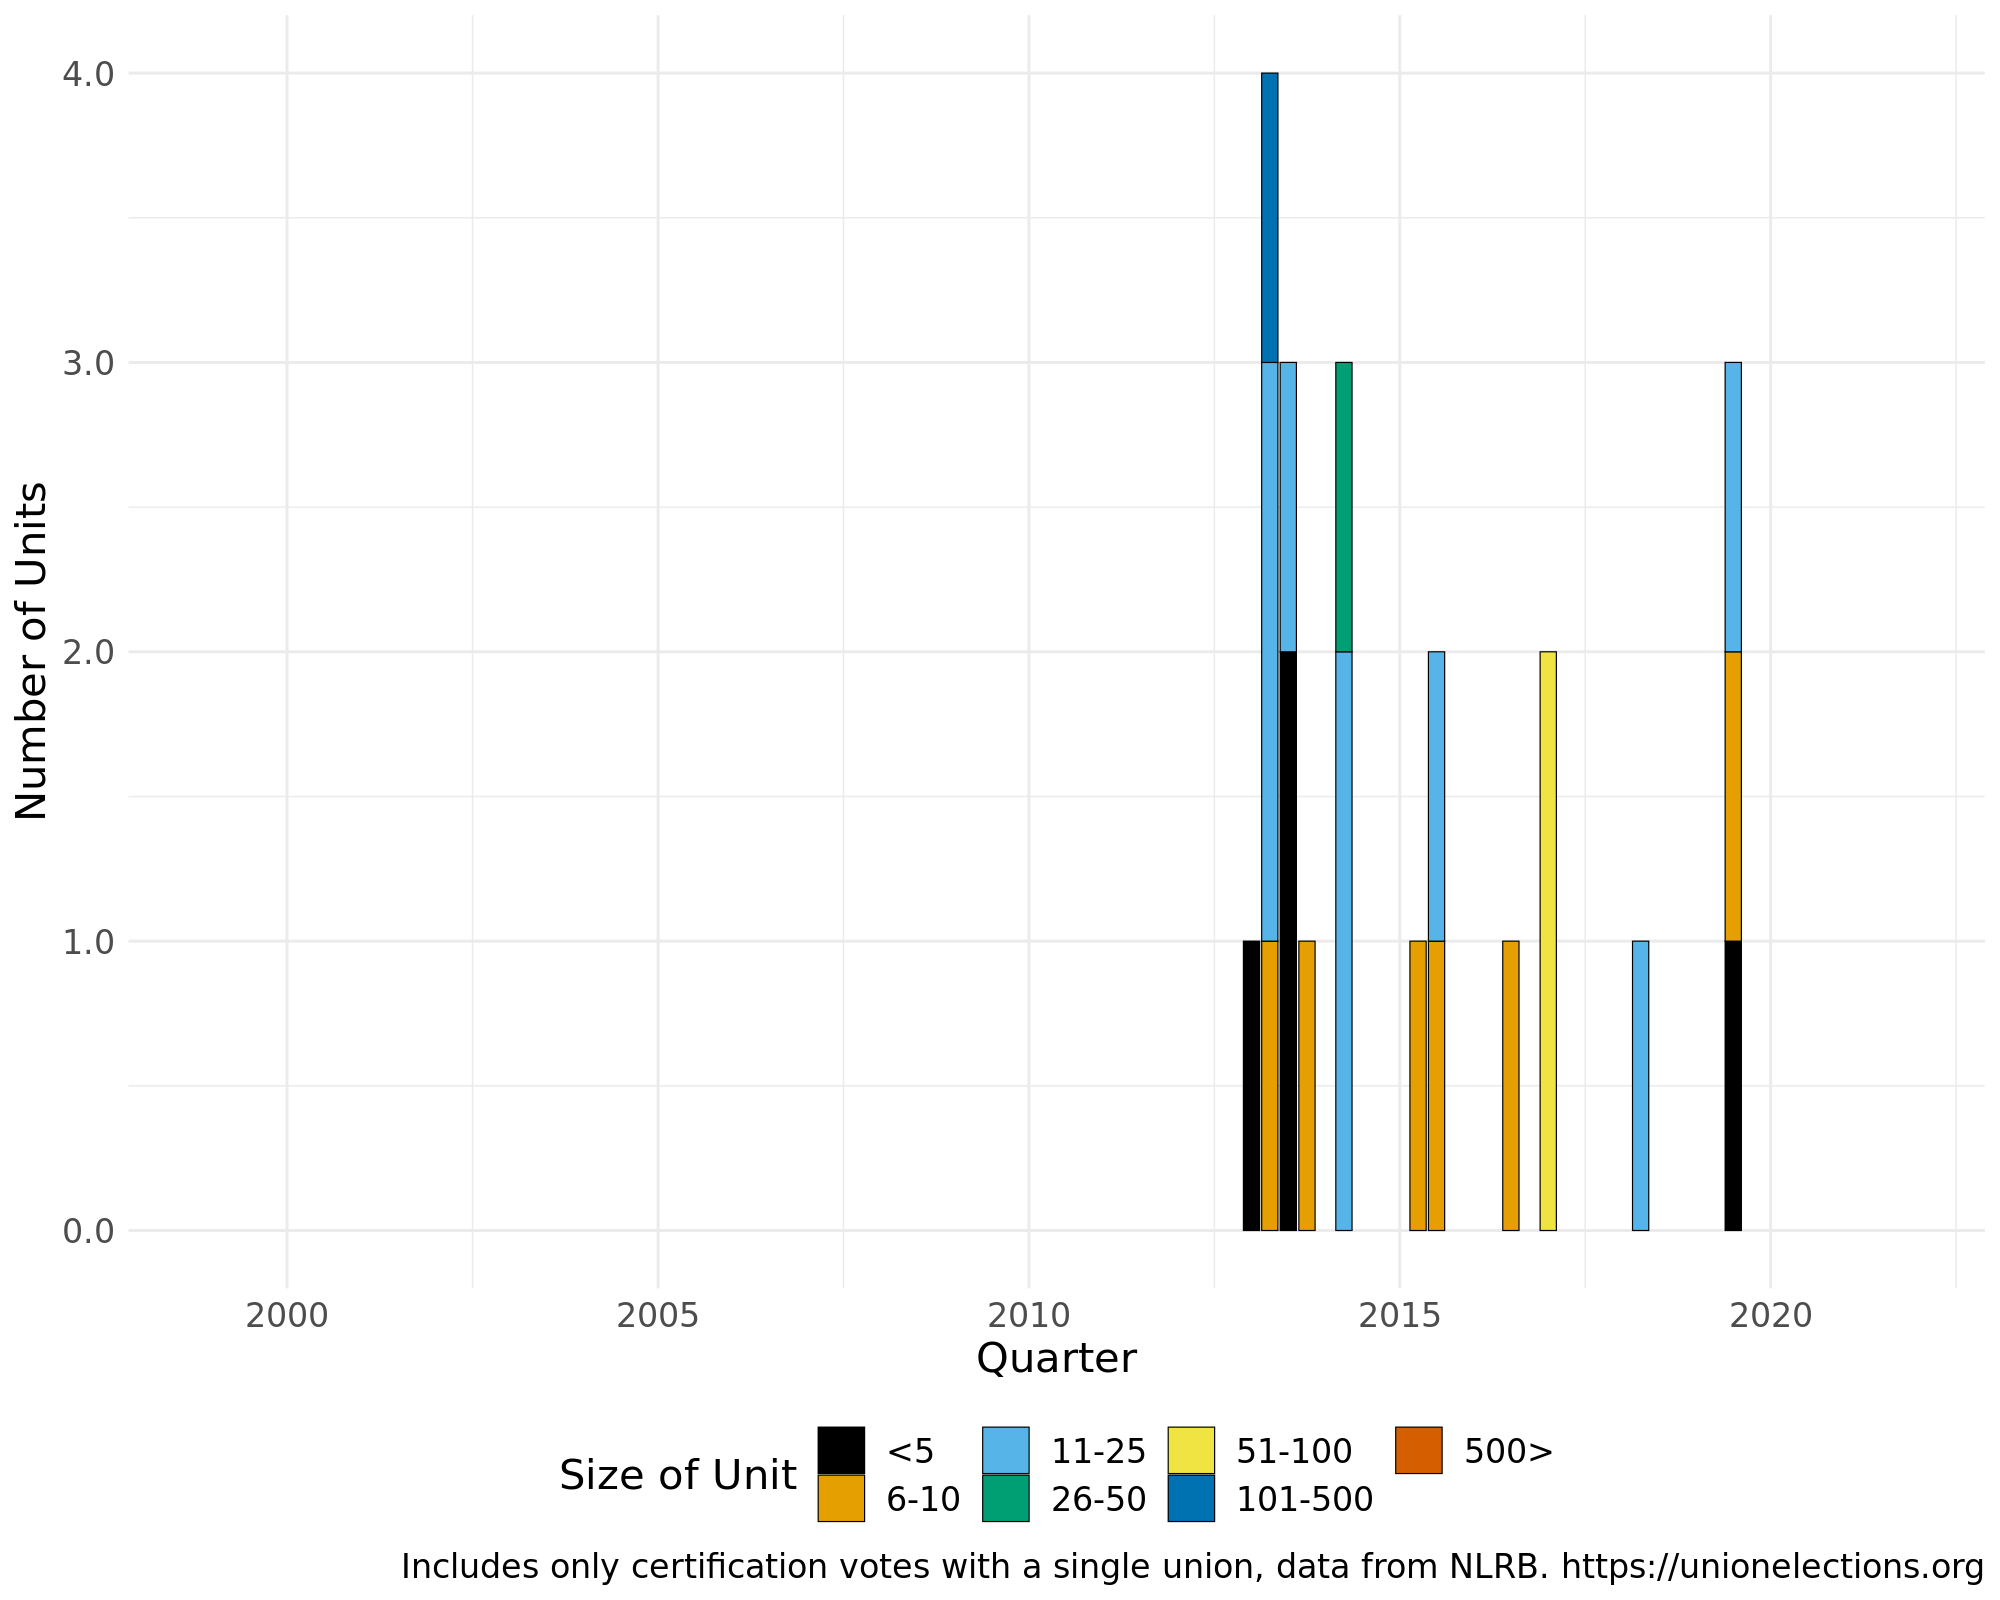 4.0
3.0
2.0
1.0
0.0
Number of Units
2000 2005 2010 2015 2020
Quarter
Size of Unit
<5 11-25 51-100 500>
6-10 26-50 101-500
Includes only certification votes with a single union, data from NLRB. https://unionelections.org